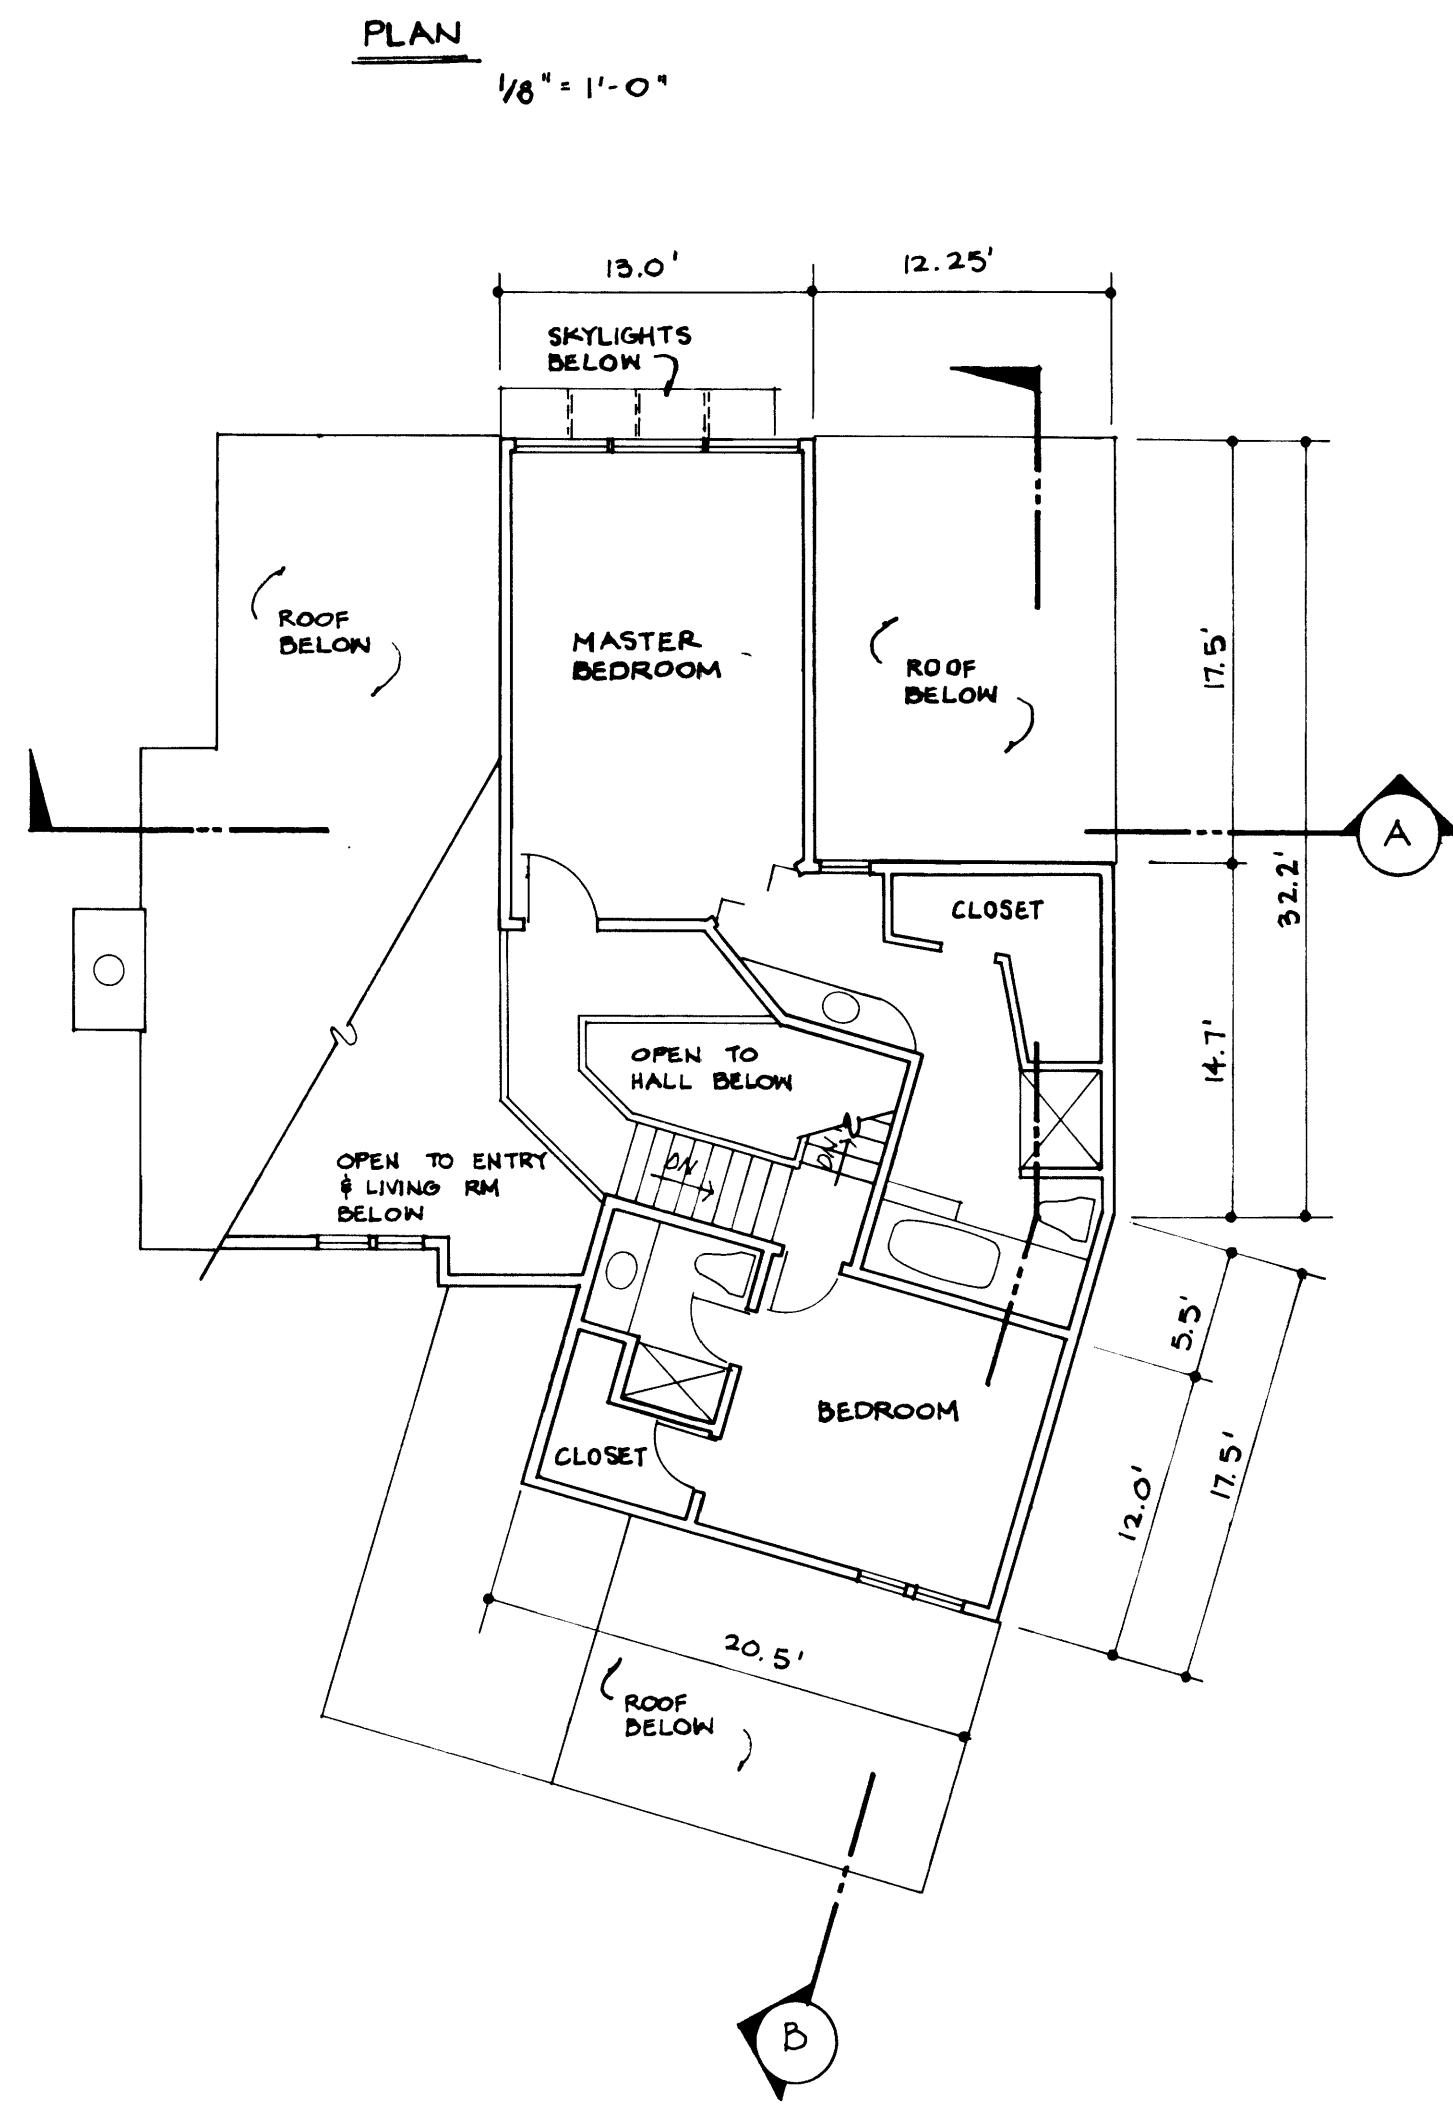 PLAN
1/8" = 1'-0"
13.0'
12.25'
SKYLIGHTS
BELOW
ROOF
BELOW
MASTER
BEDROOM
ROOF
BELOW
17.5'
32.2'
A
CLOSET
14.7'
OPEN TO
HALL BELOW
DN
DN
OPEN TO ENTRY
& LIVING RM
BELOW
5.5'
BEDROOM
CLOSET
17.5'
12.0'
20.5'
ROOF
BELOW
B